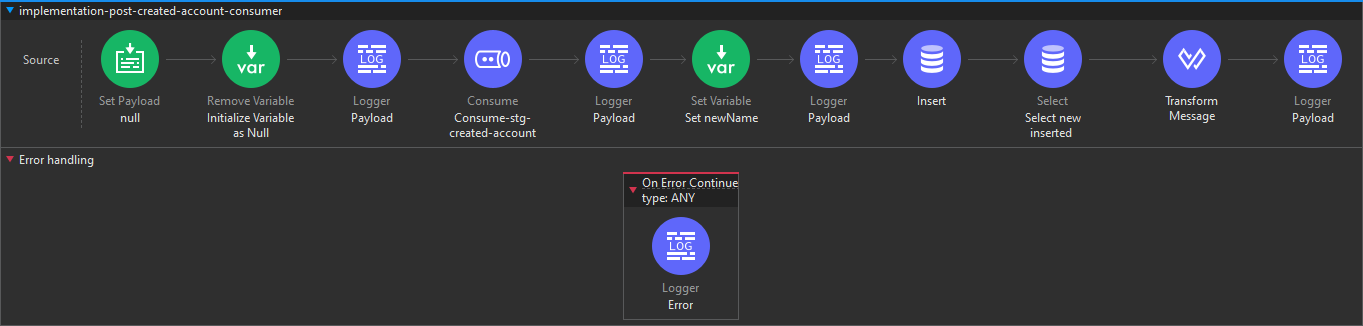 implementation-post-created-account-consumer
Source
Set Payload
null
Remove Variable
Initialize Variable
as Null
var
LOG
Logger
Payload
Consume
Consume-stg-
created-account
LOG
Logger
Payload
var
Set Variable
Set newName
LOG
Logger
Payload
Insert
Select
Select new
inserted
Transform
Message
LOG
Logger
Payload
Error handling
On Error Continue
type: ANY
LOG
Logger
Error